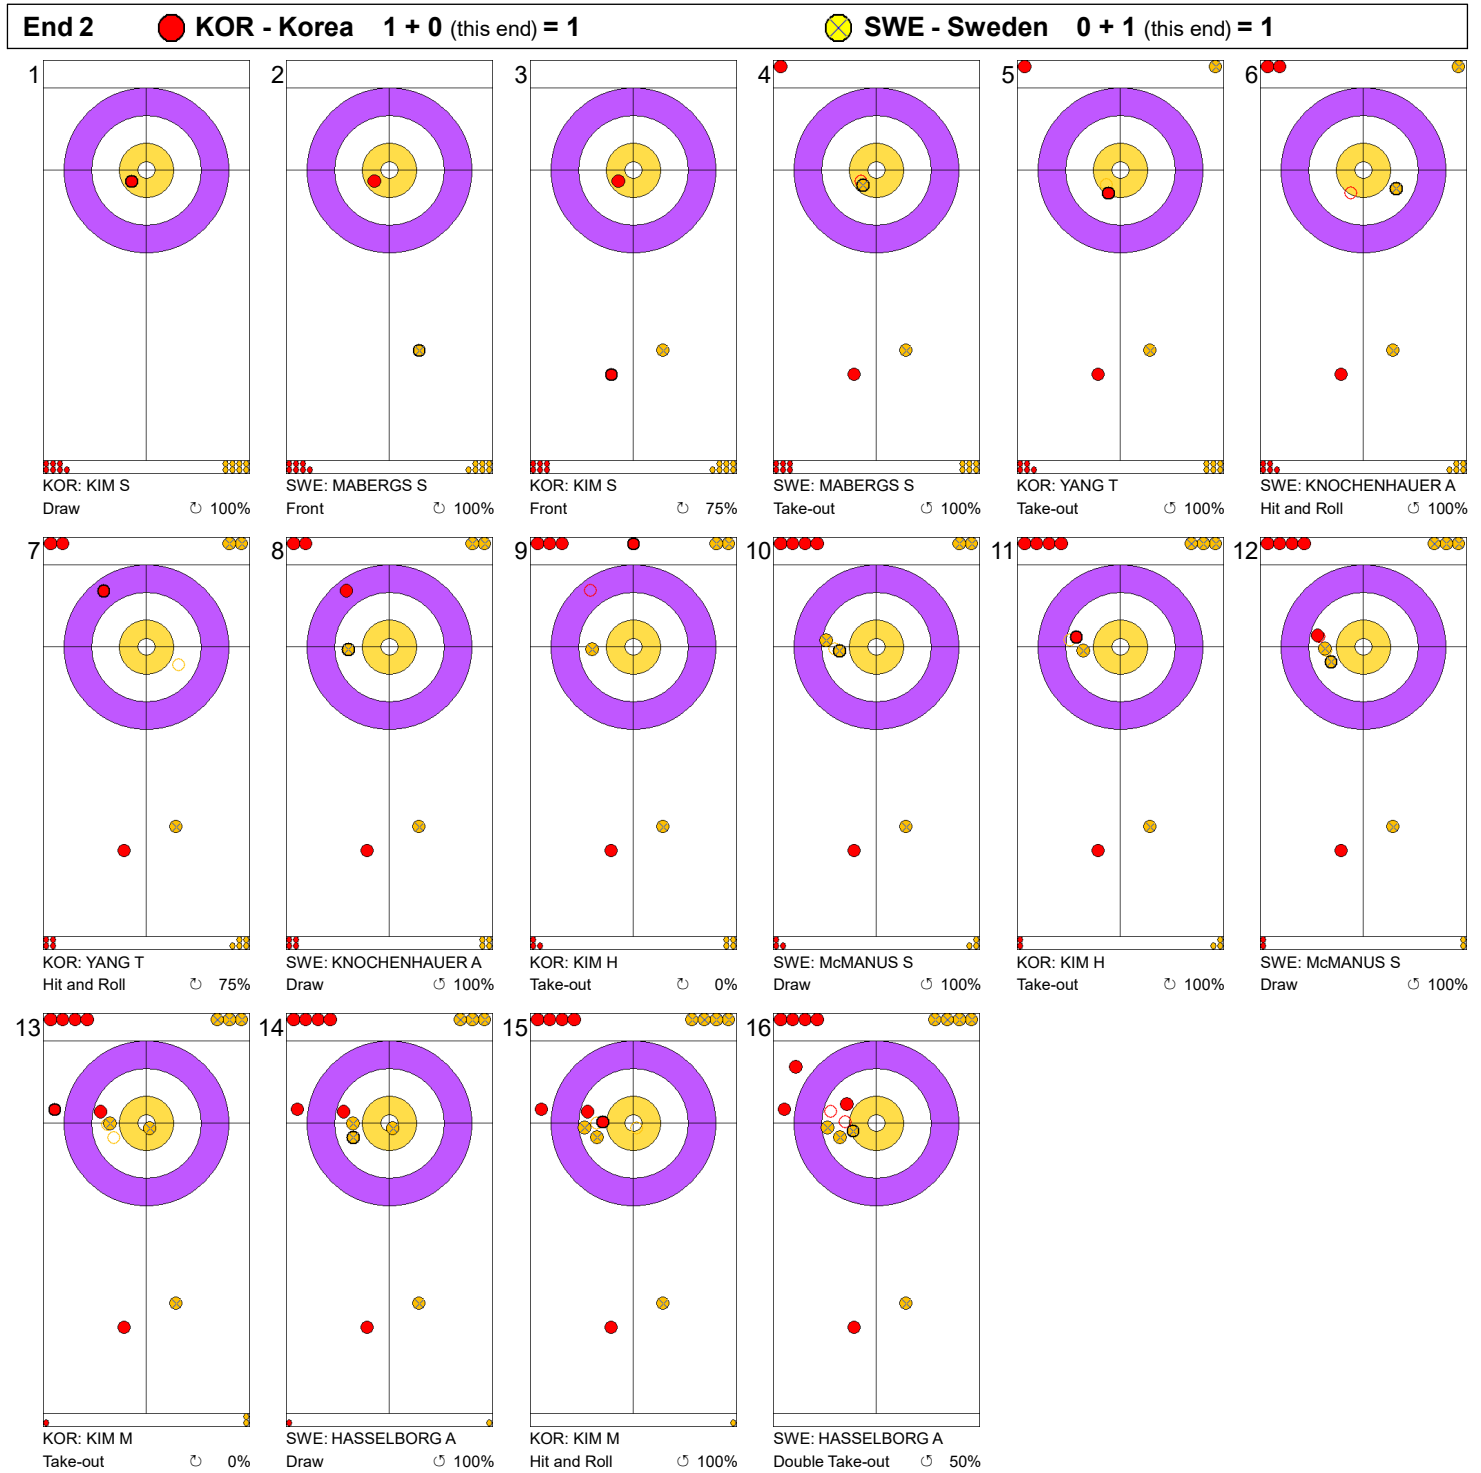 End 2 KOR - Korea 1 + 0 (this end) = 1 SWE - Sweden 0 + 1 (this end) = 1
1 2 3 4 5 6
KOR: KIM S SWE: MABERGS S KOR: KIM S SWE: MABERGS S KOR: YANG T SWE: KNOCHENHAUER A
Draw ↻ 100% Front ↻ 100% Front ↻ 75% Take-out ↺ 100% Take-out ↻ 100% Hit and Roll ↻ 100%
7 8 9 10 11 12
KOR: YANG T SWE: KNOCHENHAUER A KOR: KIM H SWE: McMANUS S KOR: KIM H SWE: McMANUS S
Hit and Roll ↻ 75% Draw ↺ 100% Take-out ↻ 0% Draw ↺ 100% Take-out ↻ 100% Draw ↺ 100%
13 14 15 16
KOR: KIM M SWE: HASSELBORG A KOR: KIM M SWE: HASSELBORG A
Take-out ↻ 0% Draw ↺ 100% Hit and Roll ↺ 100% Double Take-out ↺ 50%